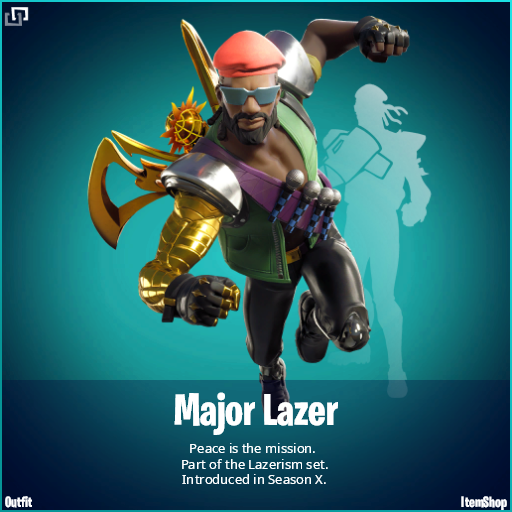 Major Lazer
Peace is the mission.
Part of the Lazerism set.
Introduced in Season X.
Outfit
ItemShop